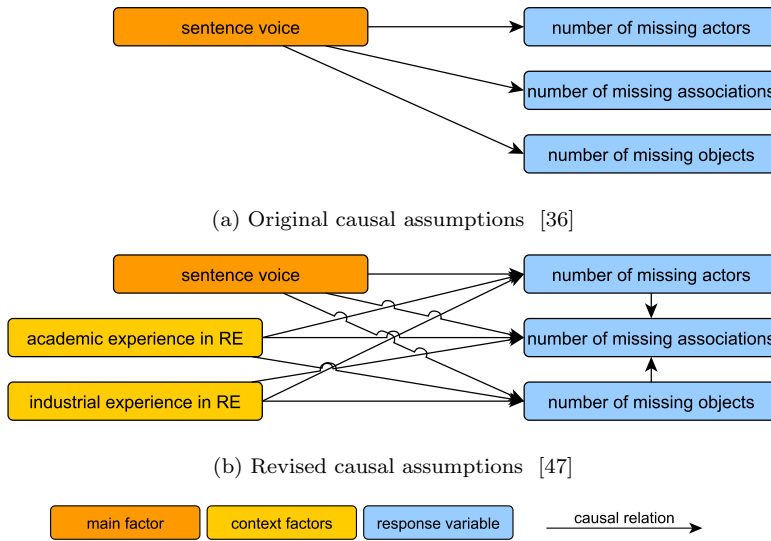 sentence voice
number of missing actors
number of missing associations
number of missing objects
(a) Original causal assumptions [36]
sentence voice
number of missing actors
academic experience in RE
number of missing associations
industrial experience in RE
number of missing objects
(b) Revised causal assumptions [47]
main factor
context factors
response variable
causal relation